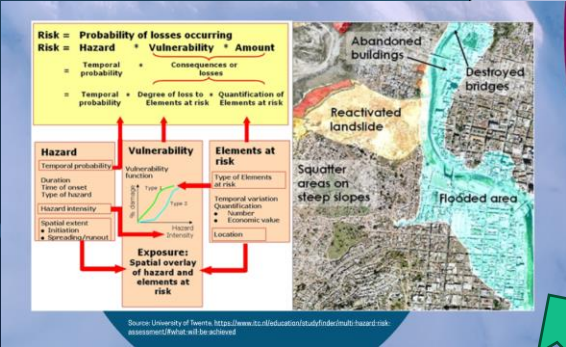 Risk = Probability of losses occurring
Risk = Hazard * Vulnerability * Amount
= Temporal probability * Consequences or losses
= Temporal probability * Degree of loss to Elements at risk * Quantification of Elements at risk
Hazard
Temporal probability
Duration
Time of onset
Type of hazard
Hazard intensity
Spatial extent
• Initiation
• Spreading/runout
Vulnerability
Vulnerability
function
% damage
Type 1
Type 2
Hazard
Intensity
Elements at
risk
Type of Elements
at risk
Temporal variation
Quantification
• Number
• Economic value
Location
Exposure:
Spatial overlay
of hazard and
elements at
risk
Abandoned
buildings
Destroyed
bridges
Reactivated
landslide
Squatter
areas on
steep slopes
Flooded area
Source: University of Twente, https://www.itc.nl/education/studyfinder/multi-hazard-risk-
assessment/#what-will-be-achieved